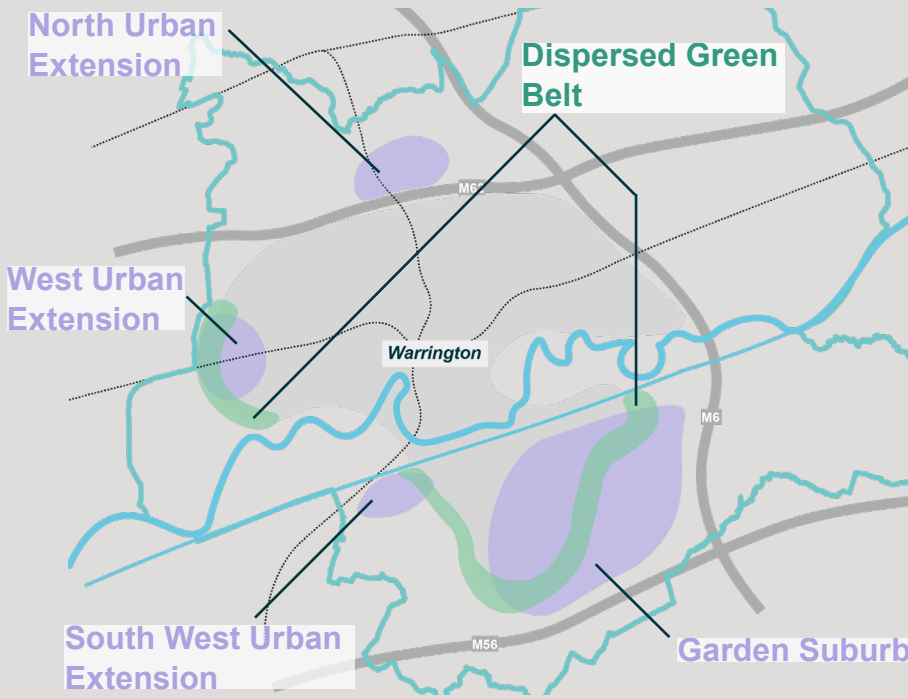 North Urban
Extension
Dispersed Green
Belt
M62
West Urban
Extension
Warrington
M6
South West Urban
Extension
M56
Garden Suburb